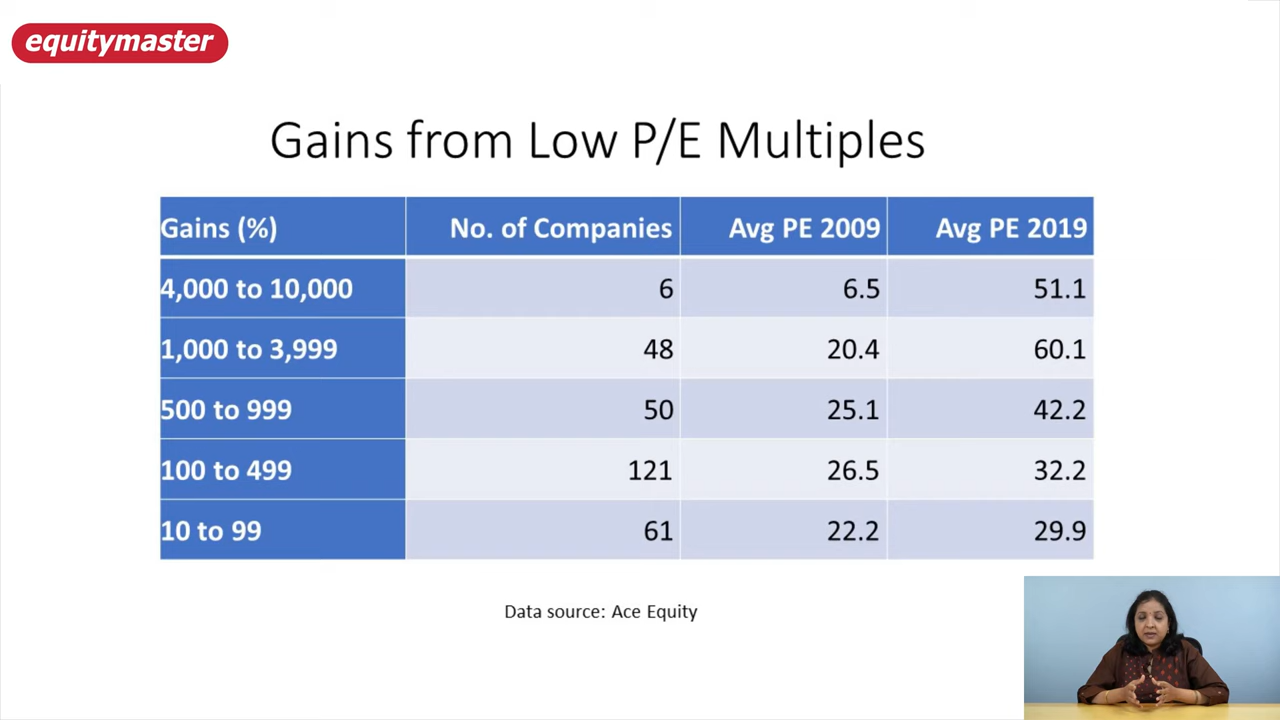 equitymaster
Gains from Low P/E Multiples
Gains (%) No. of Companies Avg PE 2009 Avg PE 2019
4,000 to 10,000 6 6.5 51.1
1,000 to 3,999 48 20.4 60.1
500 to 999 50 25.1 42.2
100 to 499 121 26.5 32.2
10 to 99 61 22.2 29.9
Data source: Ace Equity